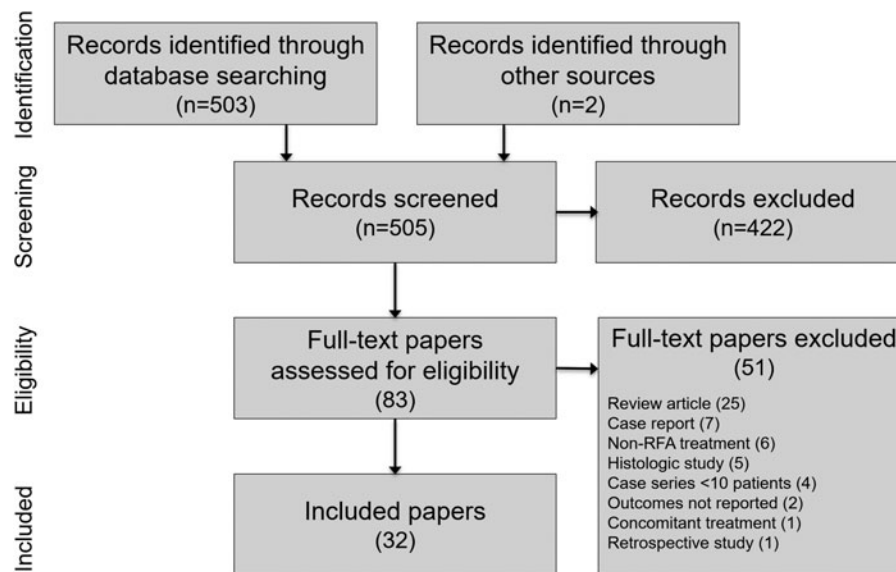 Identification
Records identified through
database searching
(n=503)
Records identified through
other sources
(n=2)
Screening
Records screened
(n=505)
Records excluded
(n=422)
Eligibility
Full-text papers
assessed for eligibility
(83)
Full-text papers excluded
(51)
Review article (25)
Case report (7)
Non-RFA treatment (6)
Histologic study (5)
Case series <10 patients (4)
Outcomes not reported (2)
Concomitant treatment (1)
Retrospective study (1)
Included
Included papers
(32)